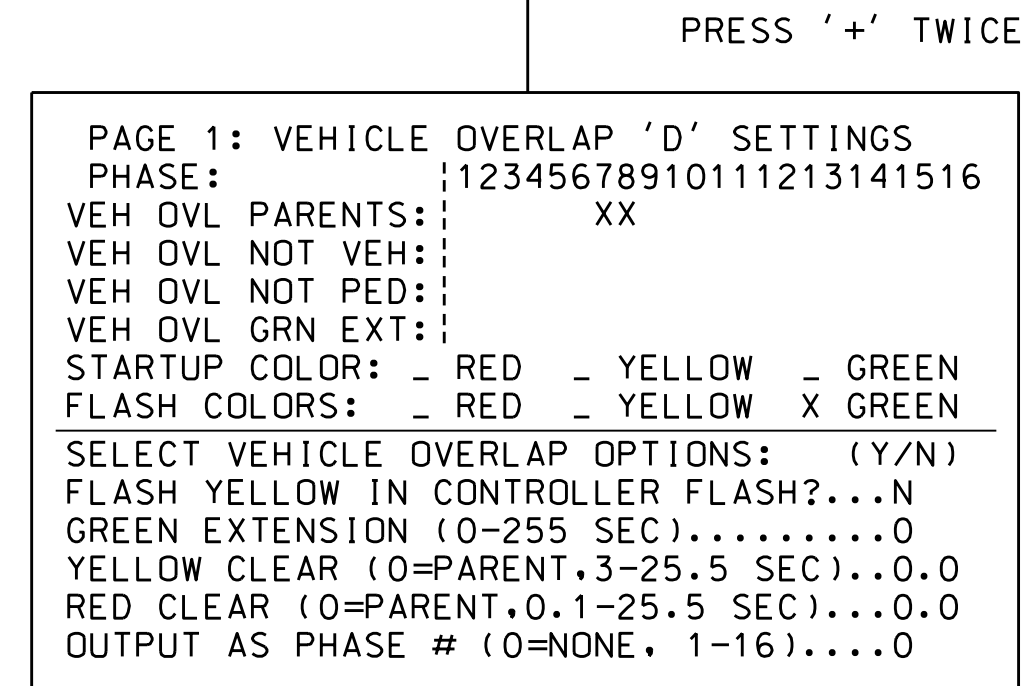 PRESS '+' TWICE
PAGE 1: VEHICLE OVERLAP 'D' SETTINGS
PHASE: ¦12345678910111213141516
VEH OVL PARENTS:¦ XX
VEH OVL NOT VEH:¦
VEH OVL NOT PED:¦
VEH OVL GRN EXT:¦
STARTUP COLOR: _ RED _ YELLOW _ GREEN
FLASH COLORS: _ RED _ YELLOW X GREEN
SELECT VEHICLE OVERLAP OPTIONS: (Y/N)
FLASH YELLOW IN CONTROLLER FLASH?...N
GREEN EXTENSION (0-255 SEC).........0
YELLOW CLEAR (0=PARENT,3-25.5 SEC)..0.0
RED CLEAR (0=PARENT,0.1-25.5 SEC)...0.0
OUTPUT AS PHASE # (0=NONE, 1-16)....0